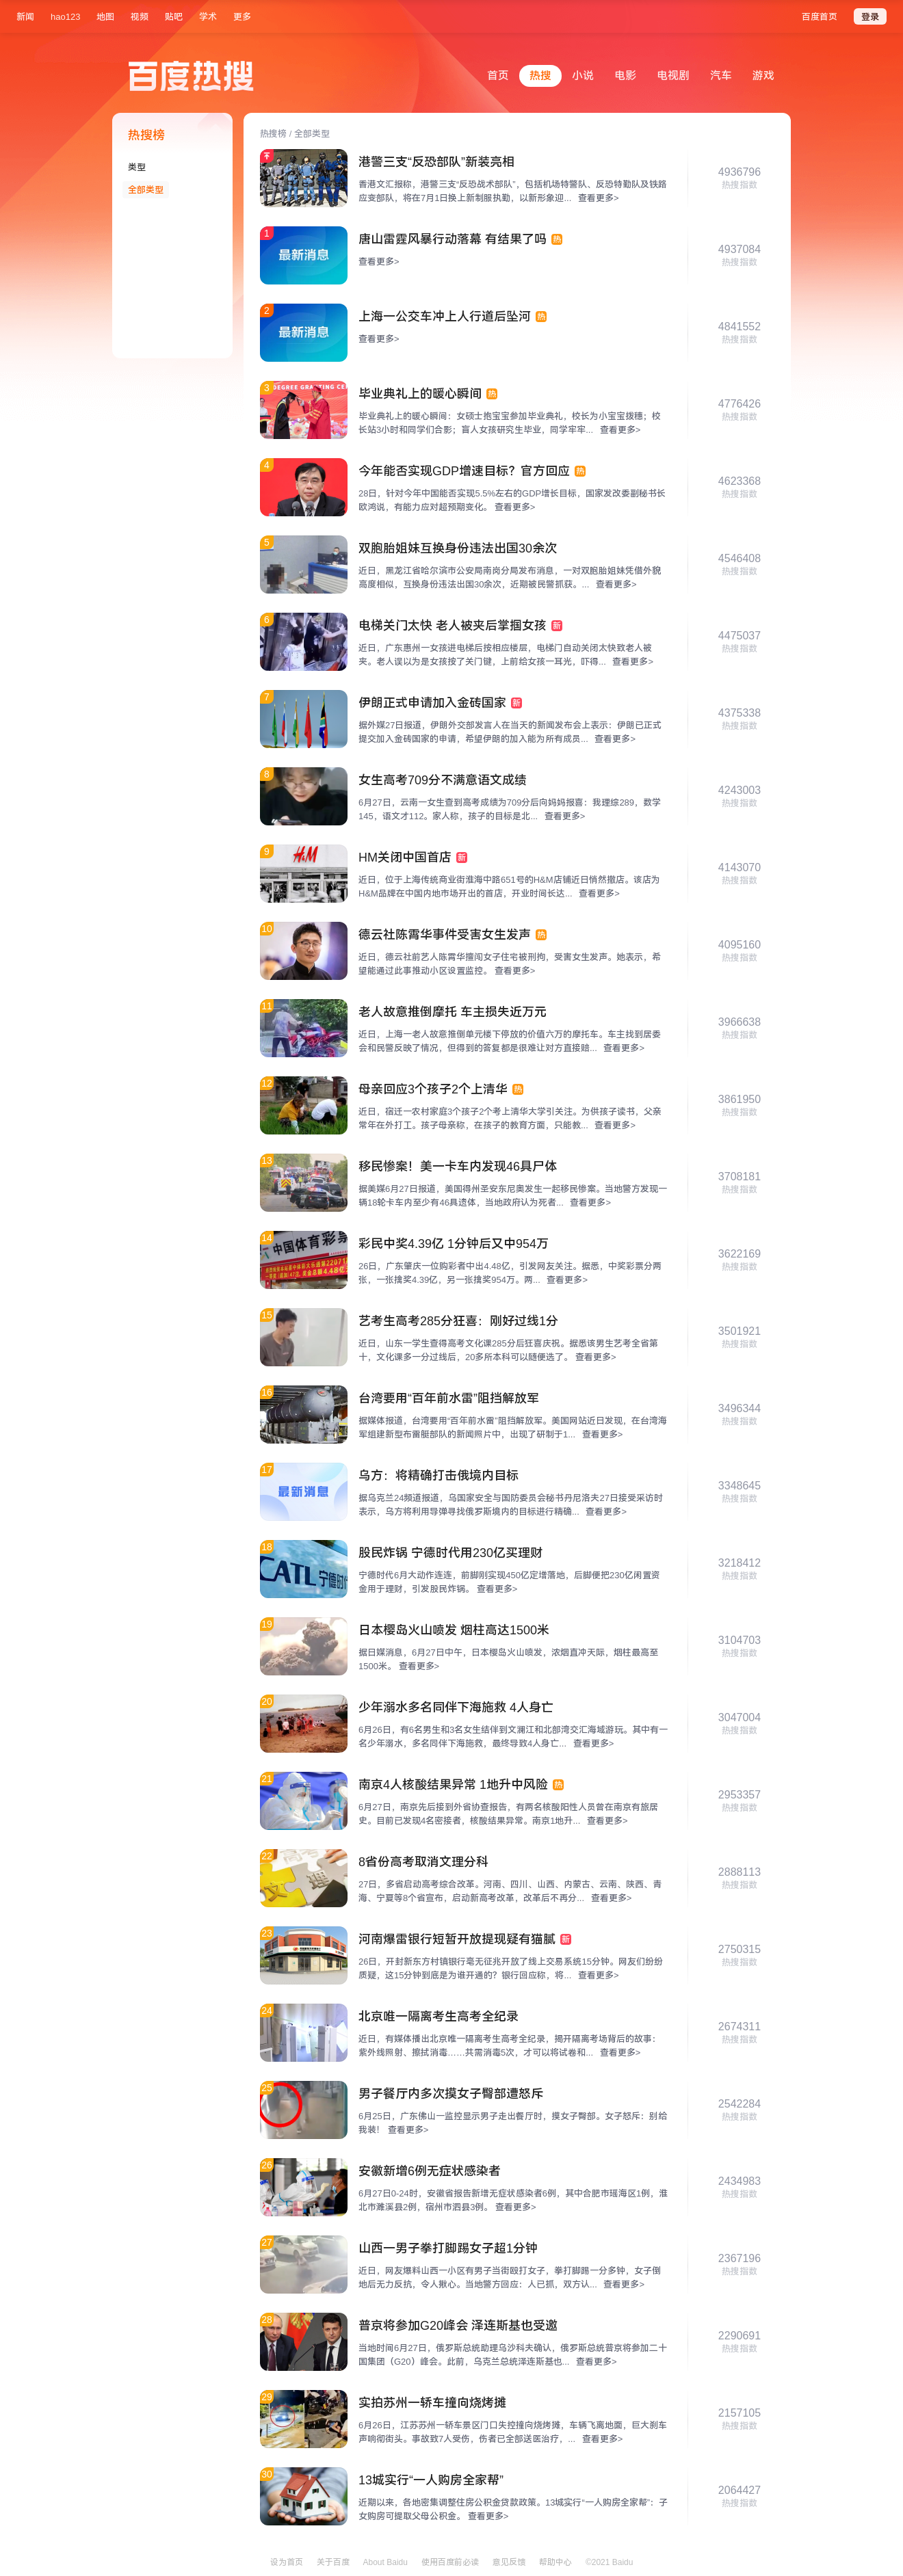 新闻 hao123 地图 视频 贴吧 学术 更多 百度首页 登录
百度热搜 首页 热搜 小说 电影 电视剧 汽车 游戏
热搜榜
类型
全部类型
热搜榜 / 全部类型
港警三支“反恐部队”新装亮相
香港文汇报称，港警三支“反恐战术部队”，包括机场特警队、反恐特勤队及铁路
应变部队，将在7月1日换上新制服执勤，以新形象迎... 查看更多>
4936796
热搜指数
1
最新消息
唐山雷霆风暴行动落幕 有结果了吗 热
查看更多>
4937084
热搜指数
2
最新消息
上海一公交车冲上人行道后坠河 热
查看更多>
4841552
热搜指数
3
DEGREE GRANTING CE
毕业典礼上的暖心瞬间 热
毕业典礼上的暖心瞬间：女硕士抱宝宝参加毕业典礼，校长为小宝宝拨穗；校
长站3小时和同学们合影；盲人女孩研究生毕业，同学牢牢... 查看更多>
4776426
热搜指数
4
今年能否实现GDP增速目标？官方回应 热
28日，针对今年中国能否实现5.5%左右的GDP增长目标，国家发改委副秘书长
欧鸿说，有能力应对超预期变化。 查看更多>
4623368
热搜指数
5
双胞胎姐妹互换身份违法出国30余次
近日，黑龙江省哈尔滨市公安局南岗分局发布消息，一对双胞胎姐妹凭借外貌
高度相似，互换身份违法出国30余次，近期被民警抓获。... 查看更多>
4546408
热搜指数
6
电梯关门太快 老人被夹后掌掴女孩 新
近日，广东惠州一女孩进电梯后按相应楼层，电梯门自动关闭太快致老人被
夹。老人误以为是女孩按了关门键，上前给女孩一耳光，吓得... 查看更多>
4475037
热搜指数
7
伊朗正式申请加入金砖国家 新
据外媒27日报道，伊朗外交部发言人在当天的新闻发布会上表示：伊朗已正式
提交加入金砖国家的申请，希望伊朗的加入能为所有成员... 查看更多>
4375338
热搜指数
8
女生高考709分不满意语文成绩
6月27日，云南一女生查到高考成绩为709分后向妈妈报喜：我理综289，数学
145，语文才112。家人称，孩子的目标是北... 查看更多>
4243003
热搜指数
9
H&M
HM关闭中国首店 新
近日，位于上海传统商业街淮海中路651号的H&M店铺近日悄然撤店。该店为
H&M品牌在中国内地市场开出的首店，开业时间长达... 查看更多>
4143070
热搜指数
10
德云社陈霄华事件受害女生发声 热
近日，德云社前艺人陈霄华撞闯女子住宅被刑拘，受害女生发声。她表示，希
望能通过此事推动小区设置监控。 查看更多>
4095160
热搜指数
11
老人故意推倒摩托 车主损失近万元
近日，上海一老人故意推倒单元楼下停放的价值六万的摩托车。车主找到居委
会和民警反映了情况，但得到的答复都是很难让对方直接赔... 查看更多>
3966638
热搜指数
12
母亲回应3个孩子2个上清华 热
近日，宿迁一农村家庭3个孩子2个考上清华大学引关注。为供孩子读书，父亲
常年在外打工。孩子母亲称，在孩子的教育方面，只能教... 查看更多>
3861950
热搜指数
13
移民惨案！美一卡车内发现46具尸体
据美媒6月27日报道，美国得州圣安东尼奥发生一起移民惨案。当地警方发现一
辆18轮卡车内至少有46具遗体，当地政府认为死者... 查看更多>
3708181
热搜指数
14
中国体育彩票
彩民中奖4.39亿 1分钟后又中954万
26日，广东肇庆一位购彩者中出4.48亿，引发网友关注。据悉，中奖彩票分两
张，一张擒奖4.39亿，另一张擒奖954万。两... 查看更多>
3622169
热搜指数
15
艺考生高考285分狂喜：刚好过线1分
近日，山东一学生查得高考文化课285分后狂喜庆祝。据悉该男生艺考全省第
十，文化课多一分过线后，20多所本科可以随便选了。 查看更多>
3501921
热搜指数
16
台湾要用“百年前水雷”阻挡解放军
据媒体报道，台湾要用“百年前水雷”阻挡解放军。美国网站近日发现，在台湾海
军组建新型布雷艇部队的新闻照片中，出现了研制于1... 查看更多>
3496344
热搜指数
17
最新消息
乌方：将精确打击俄境内目标
据乌克兰24频道报道，乌国家安全与国防委员会秘书丹尼洛夫27日接受采访时
表示，乌方将利用导弹寻找俄罗斯境内的目标进行精确... 查看更多>
3348645
热搜指数
18
CATL 宁德时代
股民炸锅 宁德时代用230亿买理财
宁德时代6月大动作连连，前脚刚实现450亿定增落地，后脚便把230亿闲置资
金用于理财，引发股民炸锅。 查看更多>
3218412
热搜指数
19
日本樱岛火山喷发 烟柱高达1500米
据日媒消息，6月27日中午，日本樱岛火山喷发，浓烟直冲天际，烟柱最高至
1500米。 查看更多>
3104703
热搜指数
20
少年溺水多名同伴下海施救 4人身亡
6月26日，有6名男生和3名女生结伴到文澜江和北部湾交汇海域游玩。其中有一
名少年溺水，多名同伴下海施救，最终导致4人身亡... 查看更多>
3047004
热搜指数
21
南京4人核酸结果异常 1地升中风险 热
6月27日，南京先后接到外省协查报告，有两名核酸阳性人员曾在南京有旅居
史。目前已发现4名密接者，核酸结果异常。南京1地升... 查看更多>
2953357
热搜指数
22
8省份高考取消文理分科
27日，多省启动高考综合改革。河南、四川、山西、内蒙古、云南、陕西、青
海、宁夏等8个省宣布，启动新高考改革，改革后不再分... 查看更多>
2888113
热搜指数
23
河南爆雷银行短暂开放提现疑有猫腻 新
26日，开封新东方村镇银行毫无征兆开放了线上交易系统15分钟。网友们纷纷
质疑，这15分钟到底是为谁开通的？银行回应称，将... 查看更多>
2750315
热搜指数
24
北京唯一隔离考生高考全纪录
近日，有媒体播出北京唯一隔离考生高考全纪录，揭开隔离考场背后的故事：
紫外线照射、擦拭消毒……共需消毒5次，才可以将试卷和... 查看更多>
2674311
热搜指数
25
男子餐厅内多次摸女子臀部遭怒斥
6月25日，广东佛山一监控显示男子走出餐厅时，摸女子臀部。女子怒斥：别给
我装！ 查看更多>
2542284
热搜指数
26
安徽新增6例无症状感染者
6月27日0-24时，安徽省报告新增无症状感染者6例，其中合肥市瑶海区1例，淮
北市濉溪县2例，宿州市泗县3例。 查看更多>
2434983
热搜指数
27
山西一男子拳打脚踢女子超1分钟
近日，网友爆料山西一小区有男子当街殴打女子，拳打脚踢一分多钟，女子倒
地后无力反抗，令人揪心。当地警方回应：人已抓，双方认... 查看更多>
2367196
热搜指数
28
普京将参加G20峰会 泽连斯基也受邀
当地时间6月27日，俄罗斯总统助理乌沙科夫确认，俄罗斯总统普京将参加二十
国集团（G20）峰会。此前，乌克兰总统泽连斯基也... 查看更多>
2290691
热搜指数
29
实拍苏州一轿车撞向烧烤摊
6月26日，江苏苏州一轿车景区门口失控撞向烧烤摊，车辆飞离地面，巨大刹车
声响彻街头。事故致7人受伤，伤者已全部送医治疗，... 查看更多>
2157105
热搜指数
30
13城实行“一人购房全家帮”
近期以来，各地密集调整住房公积金贷款政策。13城实行“一人购房全家帮”：子
女购房可提取父母公积金。 查看更多>
2064427
热搜指数
设为首页 关于百度 About Baidu 使用百度前必读 意见反馈 帮助中心 ©2021 Baidu